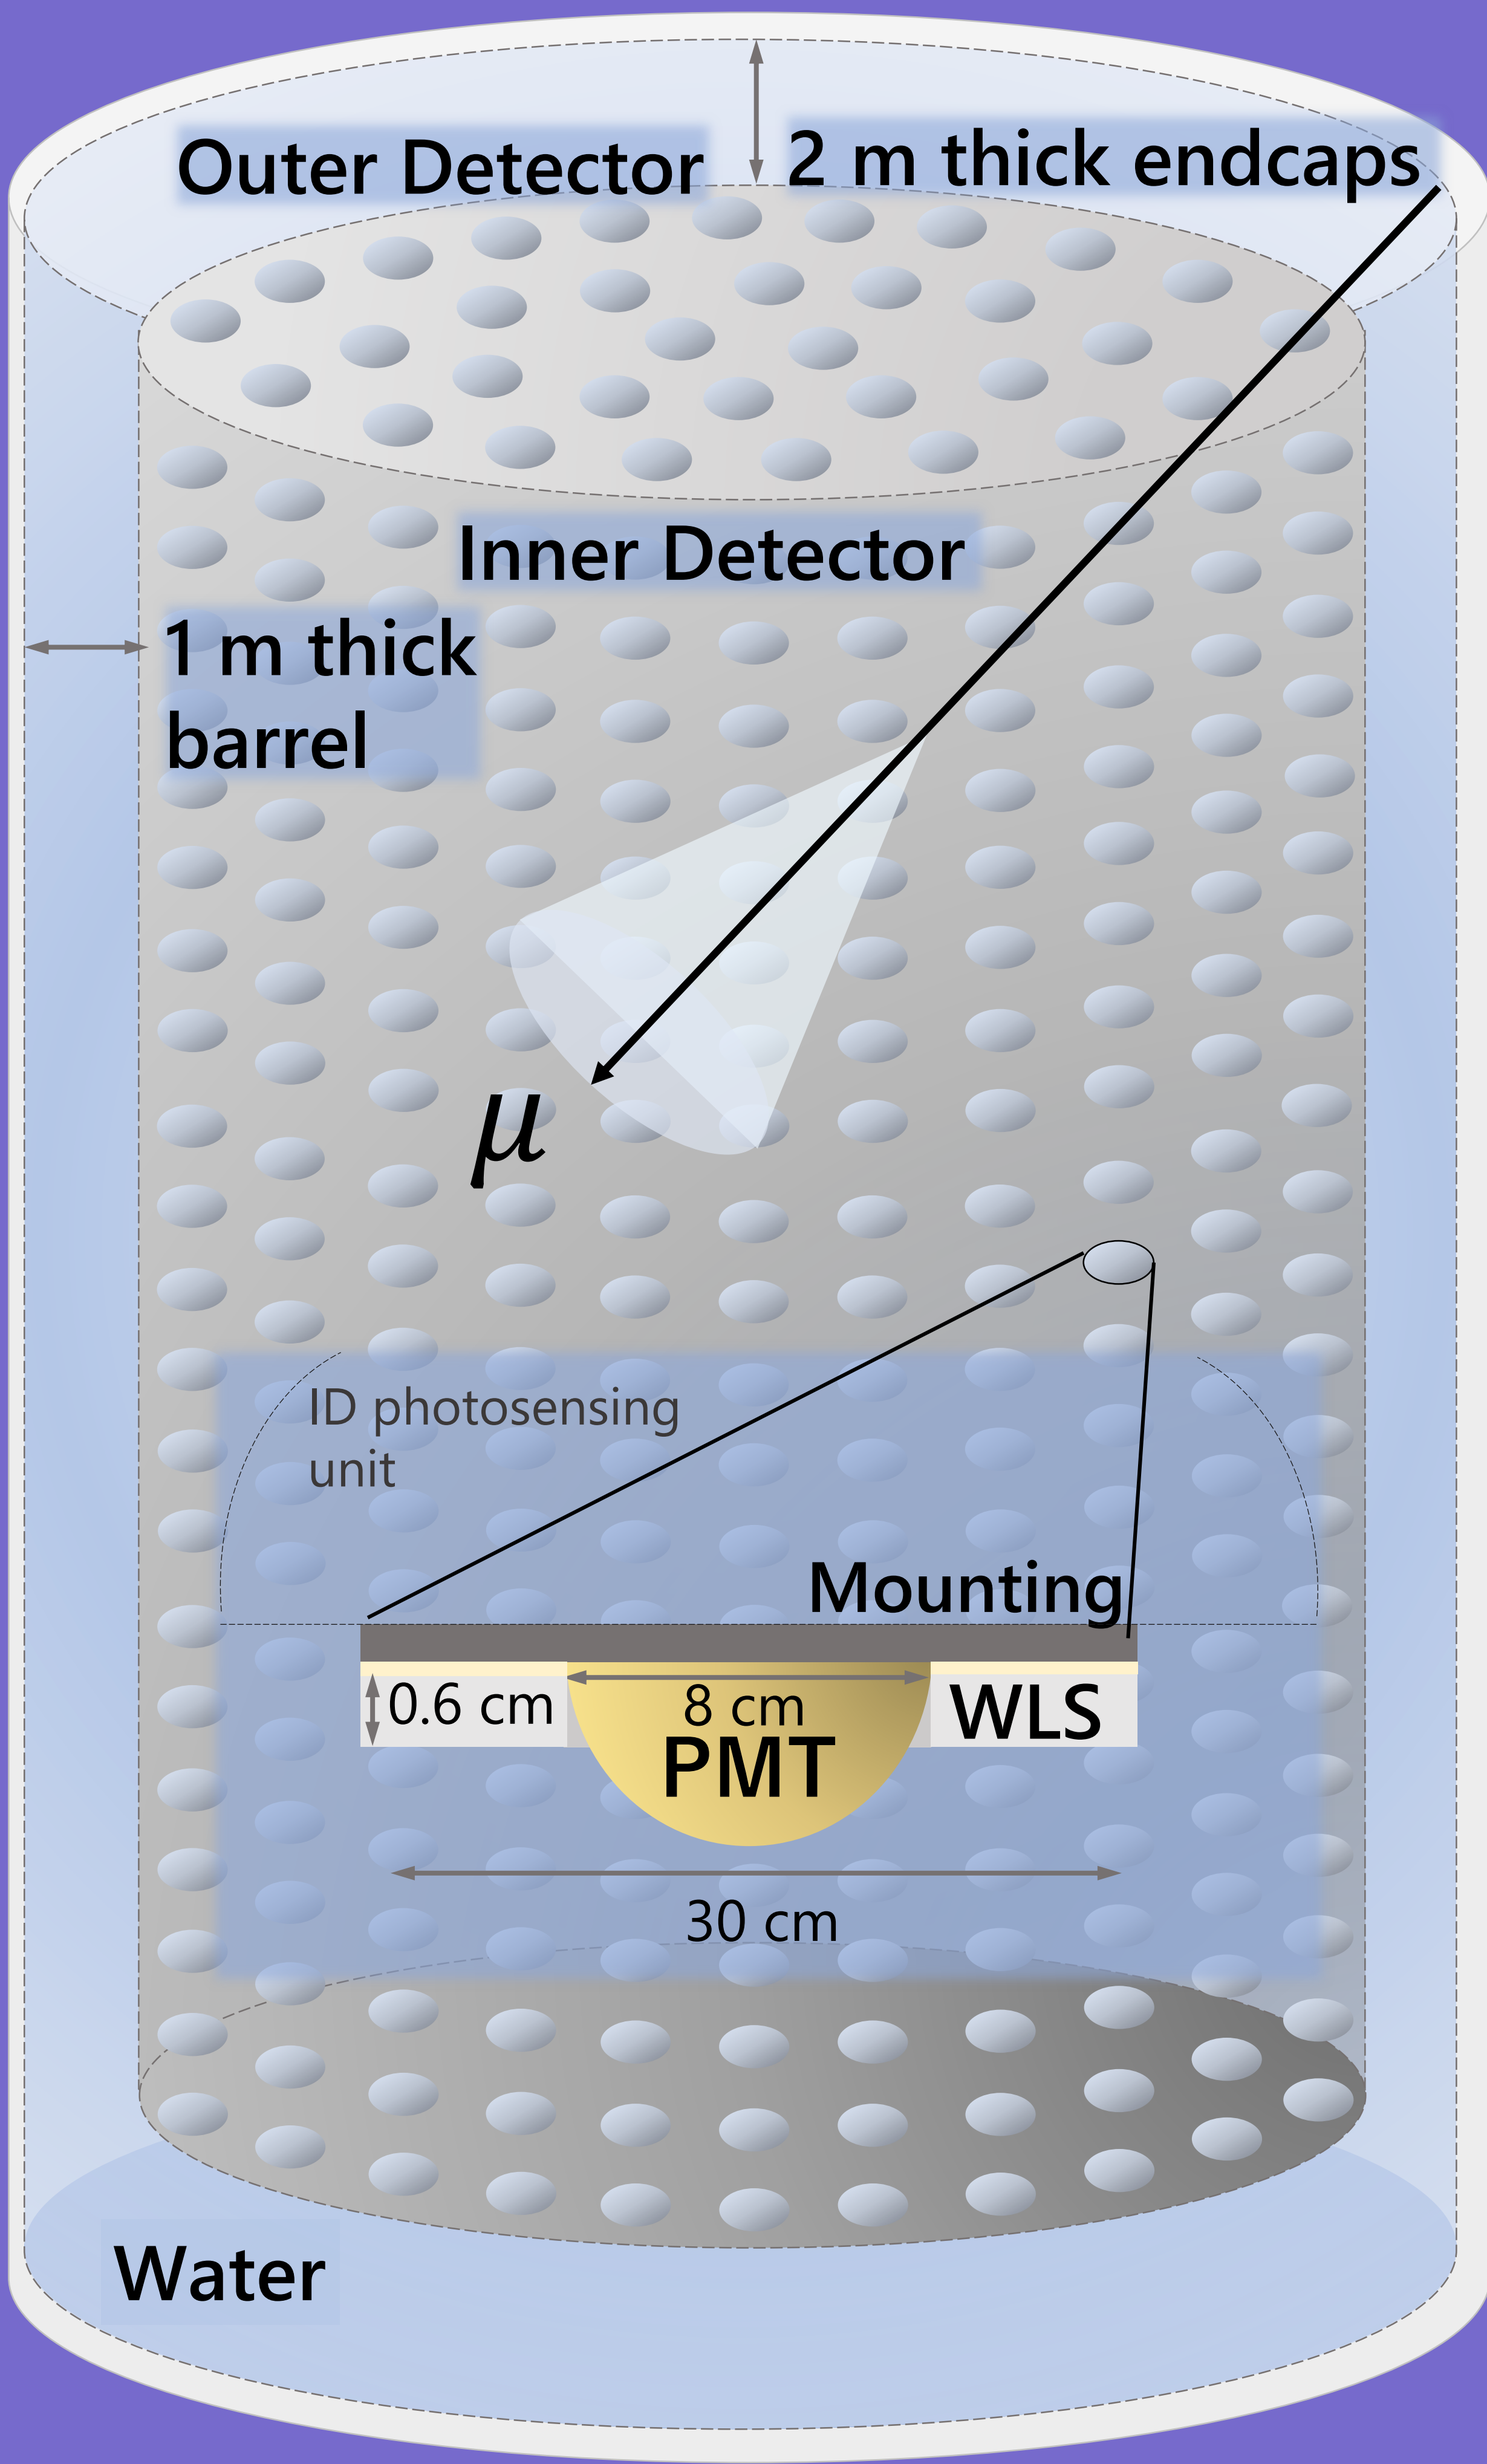 Outer Detector
2 m thick endcaps
Inner Detector
1 m thick
barrel
μ
ID photosensing
unit
Mounting
0.6 cm
8 cm
PMT
WLS
30 cm
Water